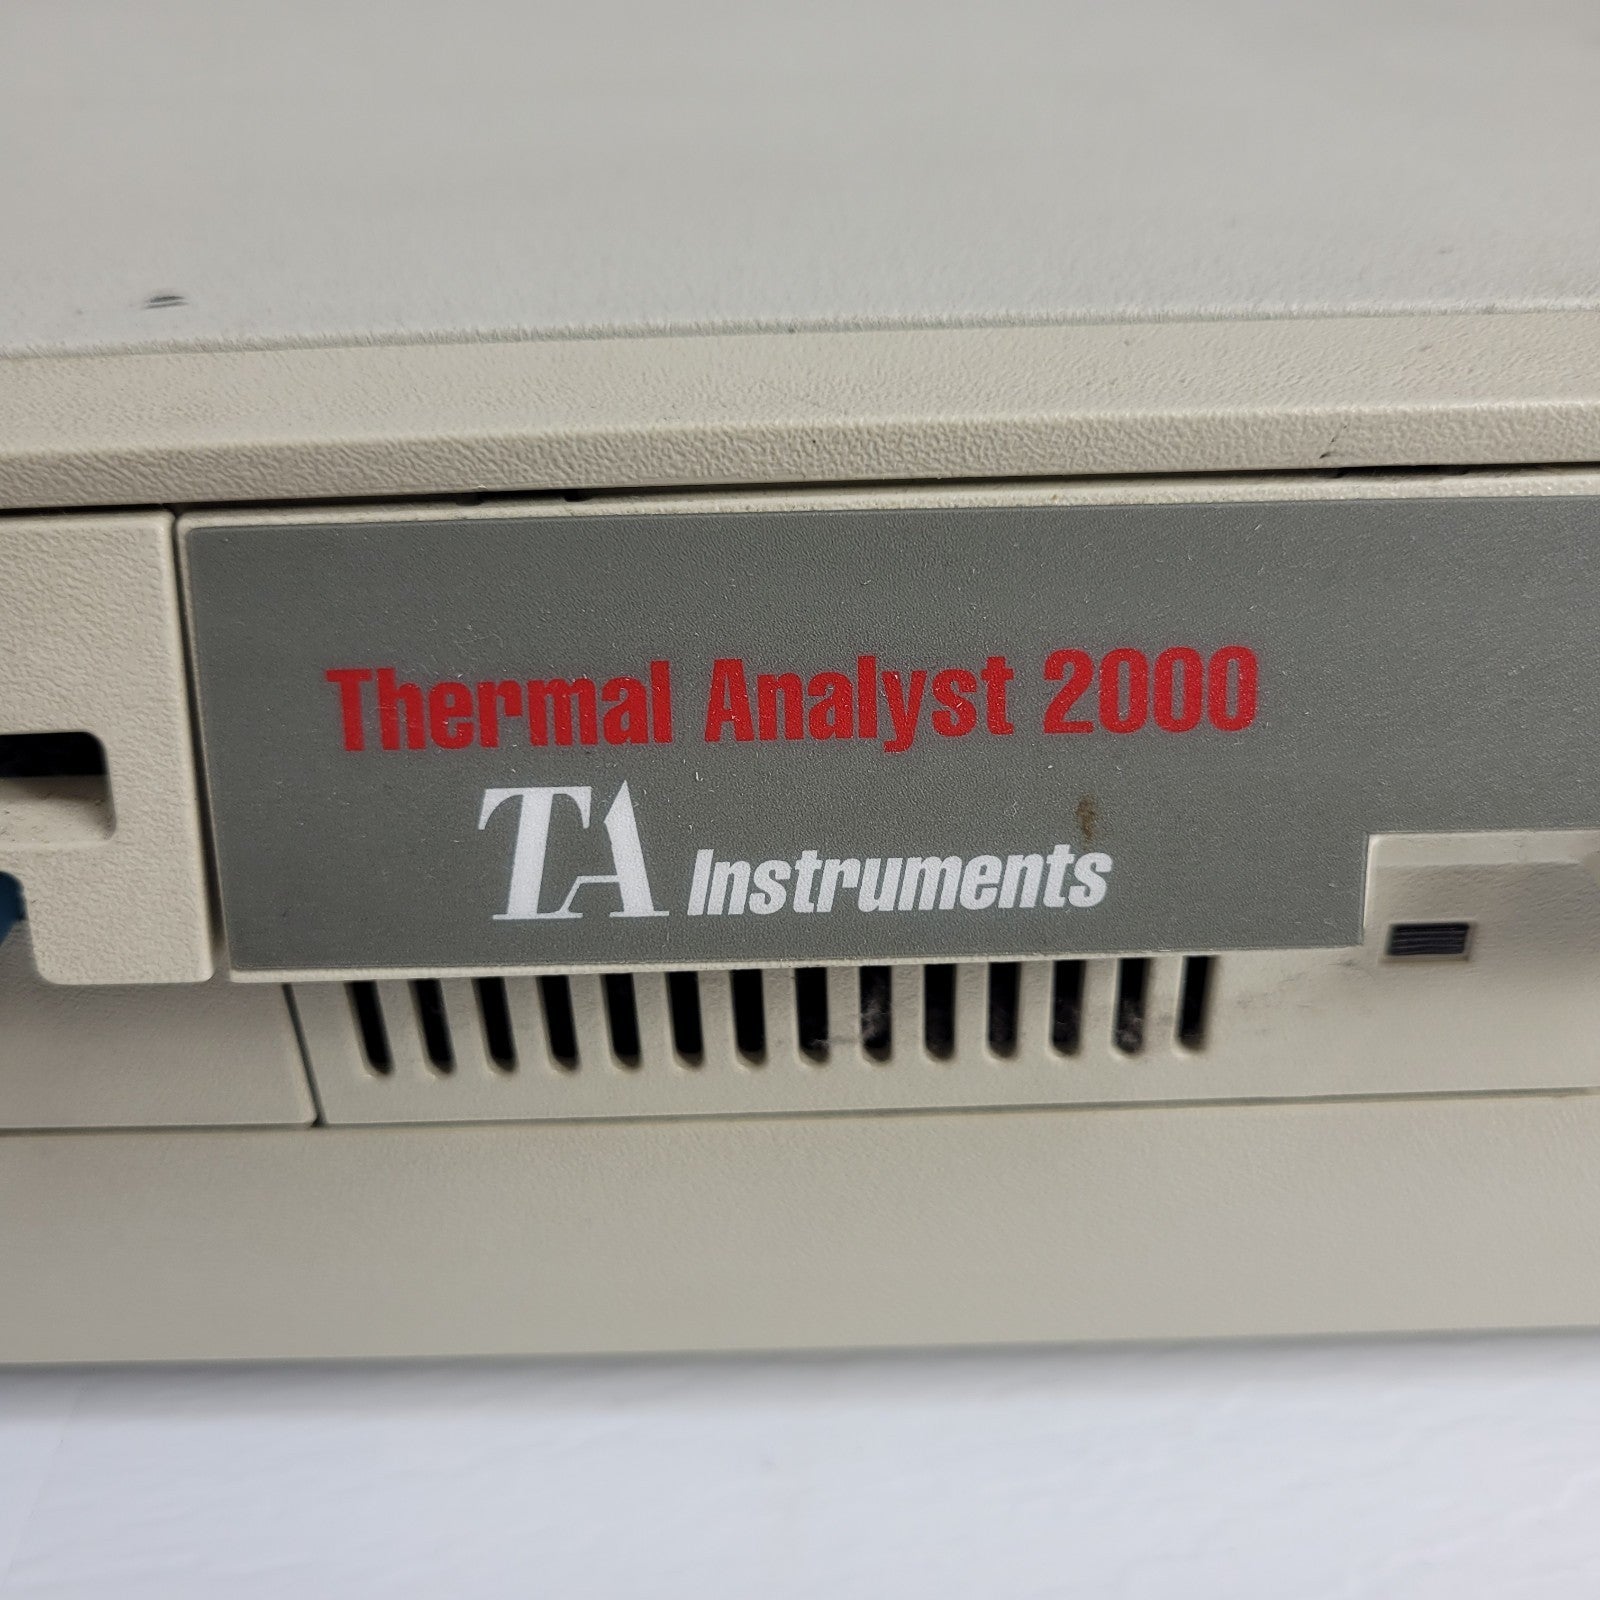 Thermal Analyst 2000
TA Instruments